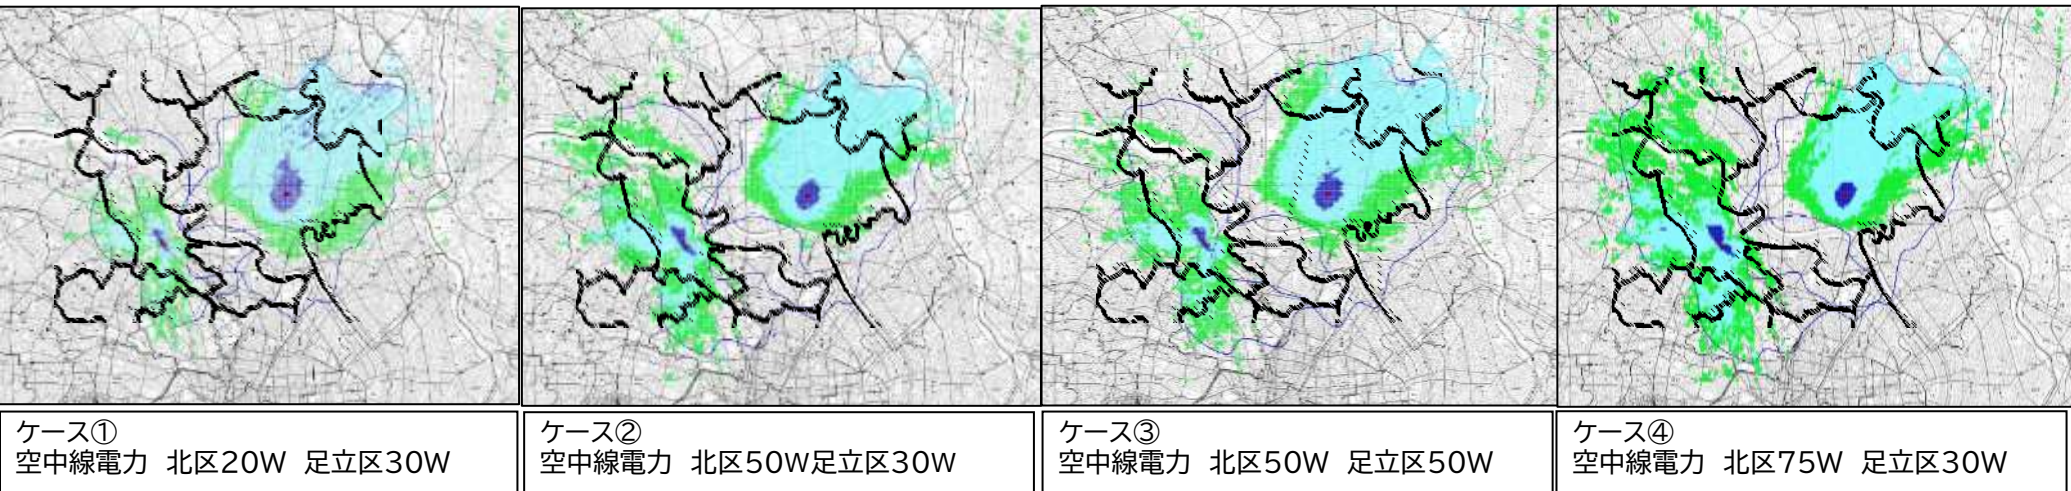 ケース①
空中線電力 北区20W 足立区30W
ケース②
空中線電力 北区50W足立区30W
ケース③
空中線電力 北区50W 足立区50W
ケース④
空中線電力 北区75W 足立区30W